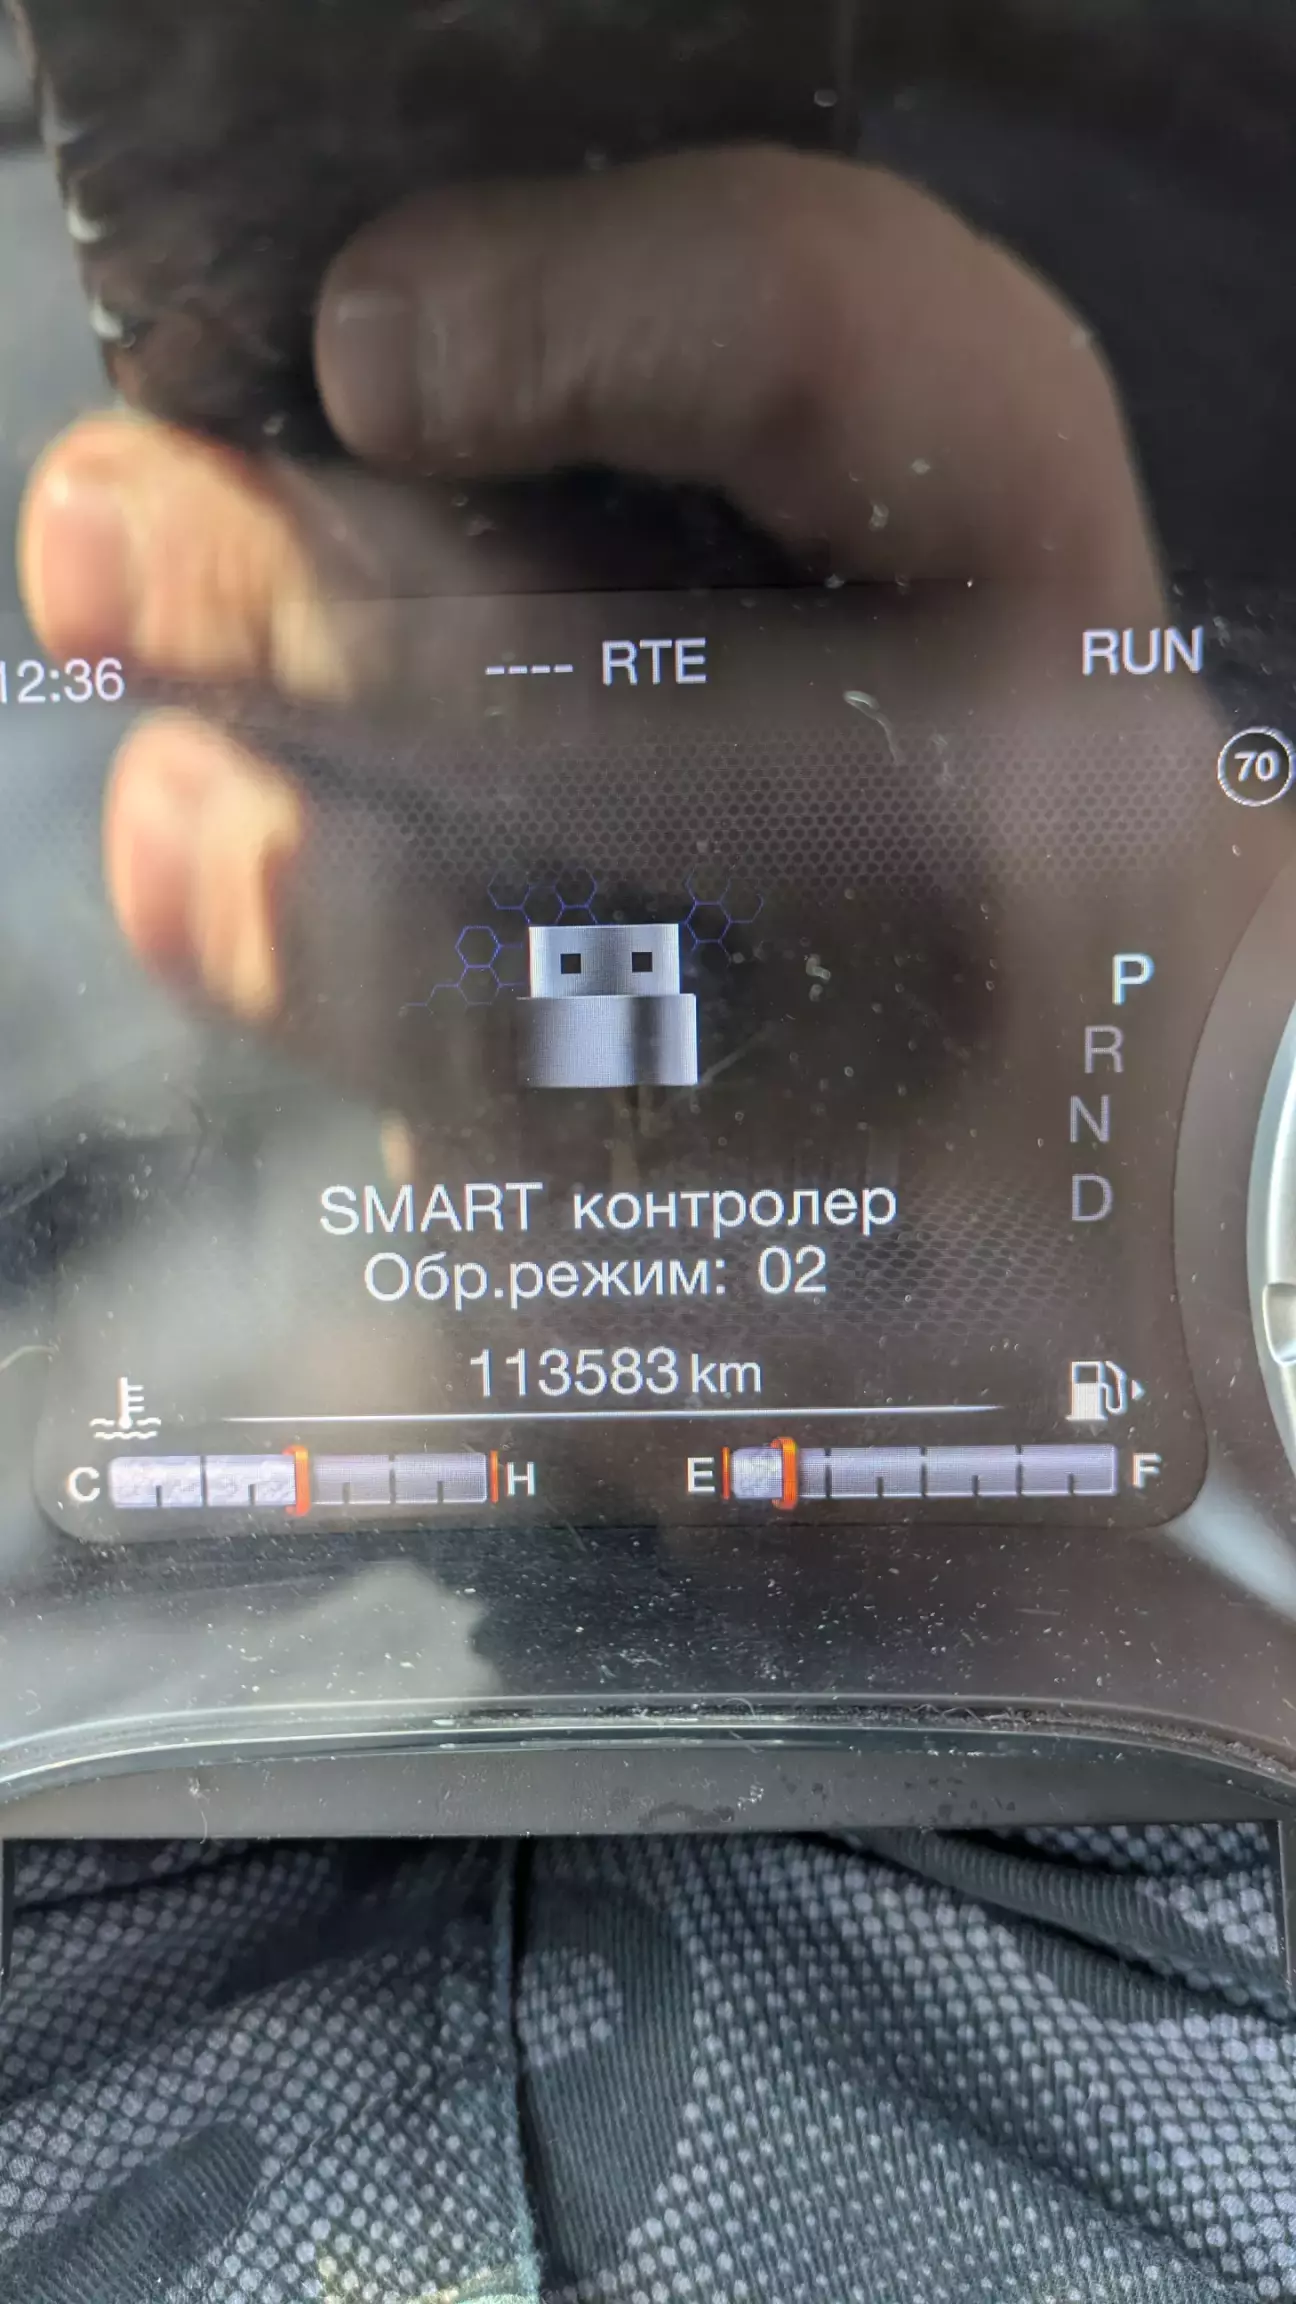 12:36 ---- RTE RUN
70
P
R
N
D
SMART контролер
Обр.режим: 02
113583 km
C H E F